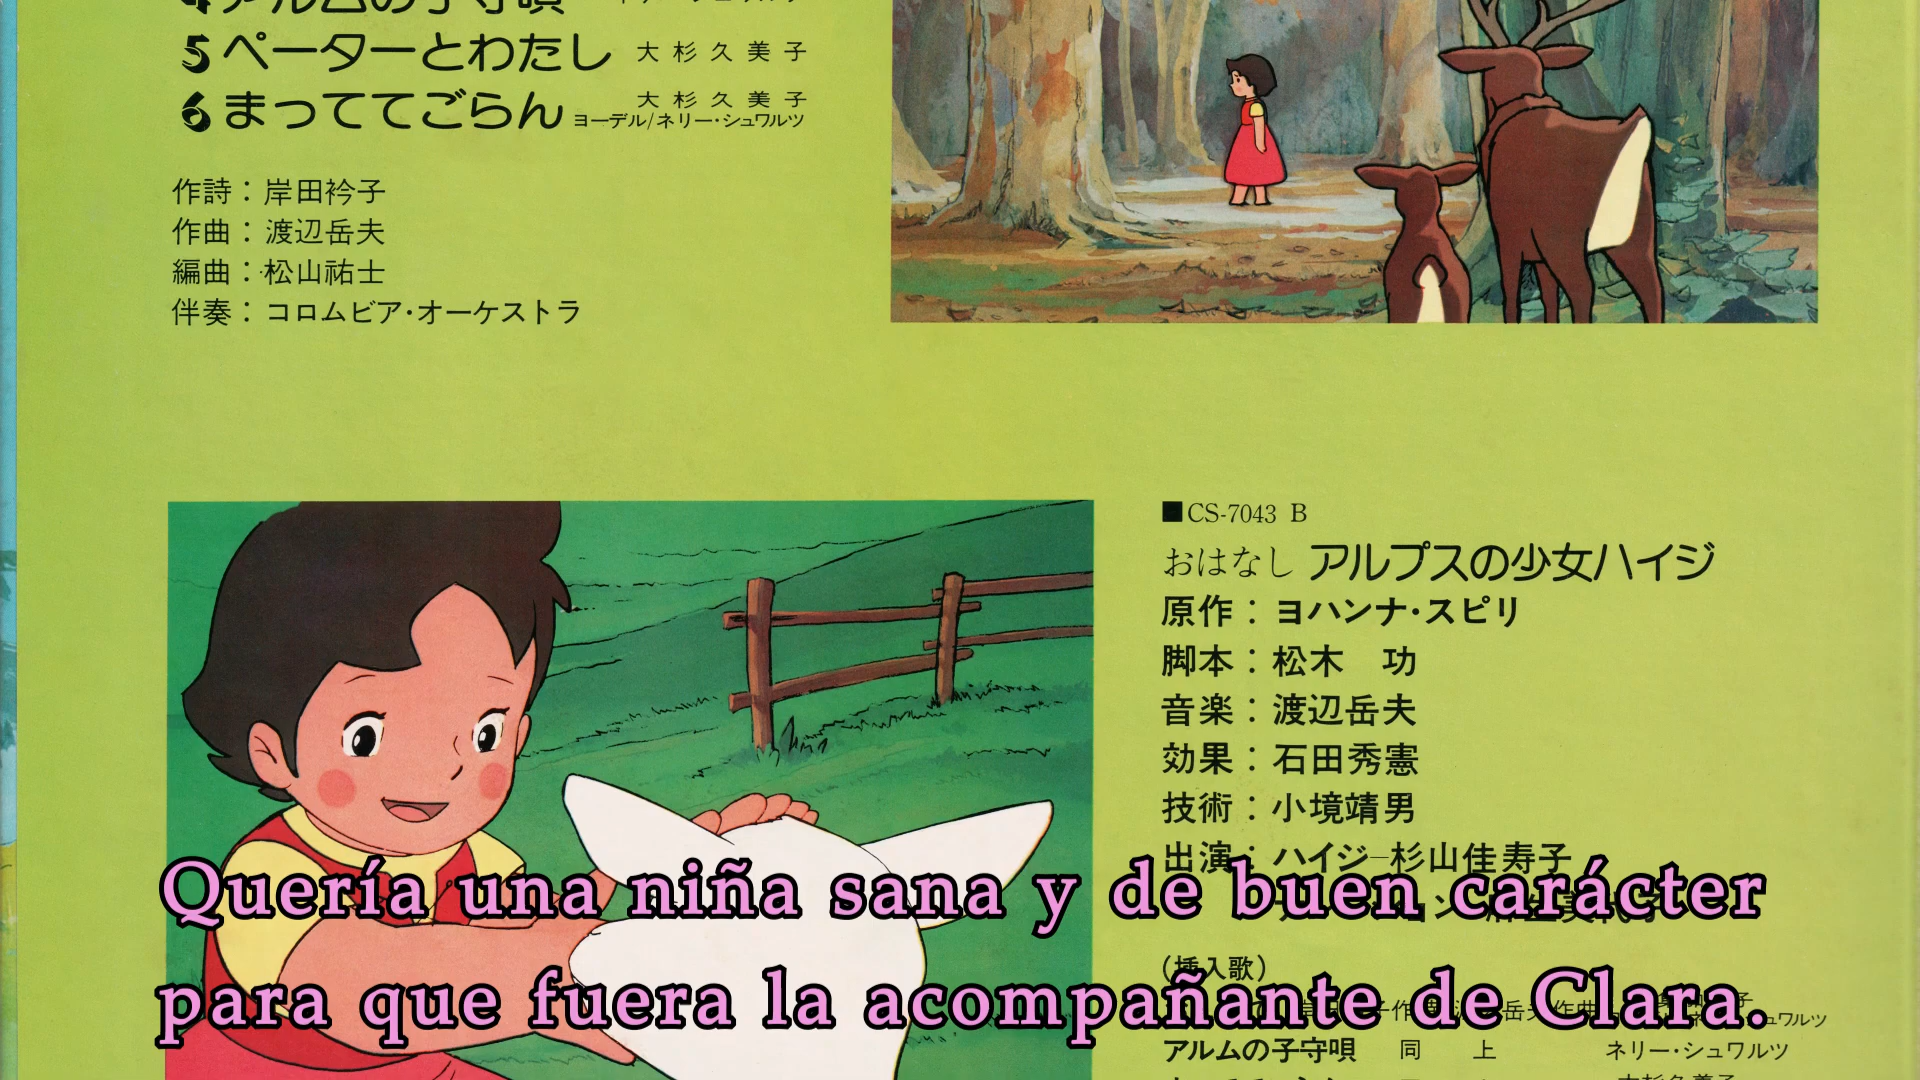 アルムの子守唄
5 ペーターとわたし 大杉久美子
6 まっててごらん 大杉久美子
ヨーデル/ネリー・シュワルツ
作詩：岸田衿子
作曲：渡辺岳夫
編曲：松山祐士
伴奏：コロムビア・オーケストラ
■CS-7043 B
おはなし アルプスの少女ハイジ
原作：ヨハンナ・スピリ
脚本：松木 功
音楽：渡辺岳夫
効果：石田秀憲
技術：小境靖男
出演：ハイジ—杉山佳寿子
Quería una niña sana y de buen carácter
(挿入歌)
para que fuera la acompañante de Clara.
アルムの子守唄 同 上 ネリー・シュワルツ